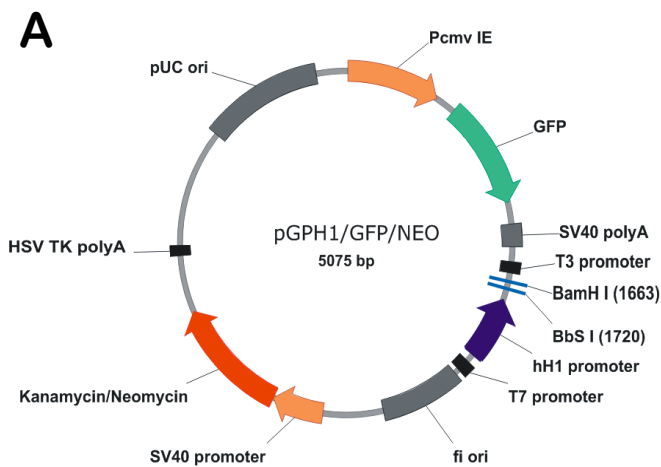 A
Pcmv IE
pUC ori
GFP
pGPH1/GFP/NEO
5075 bp
SV40 polyA
HSV TK polyA
T3 promoter
BamH I (1663)
BbS I (1720)
hH1 promoter
Kanamycin/Neomycin
T7 promoter
SV40 promoter
fi ori